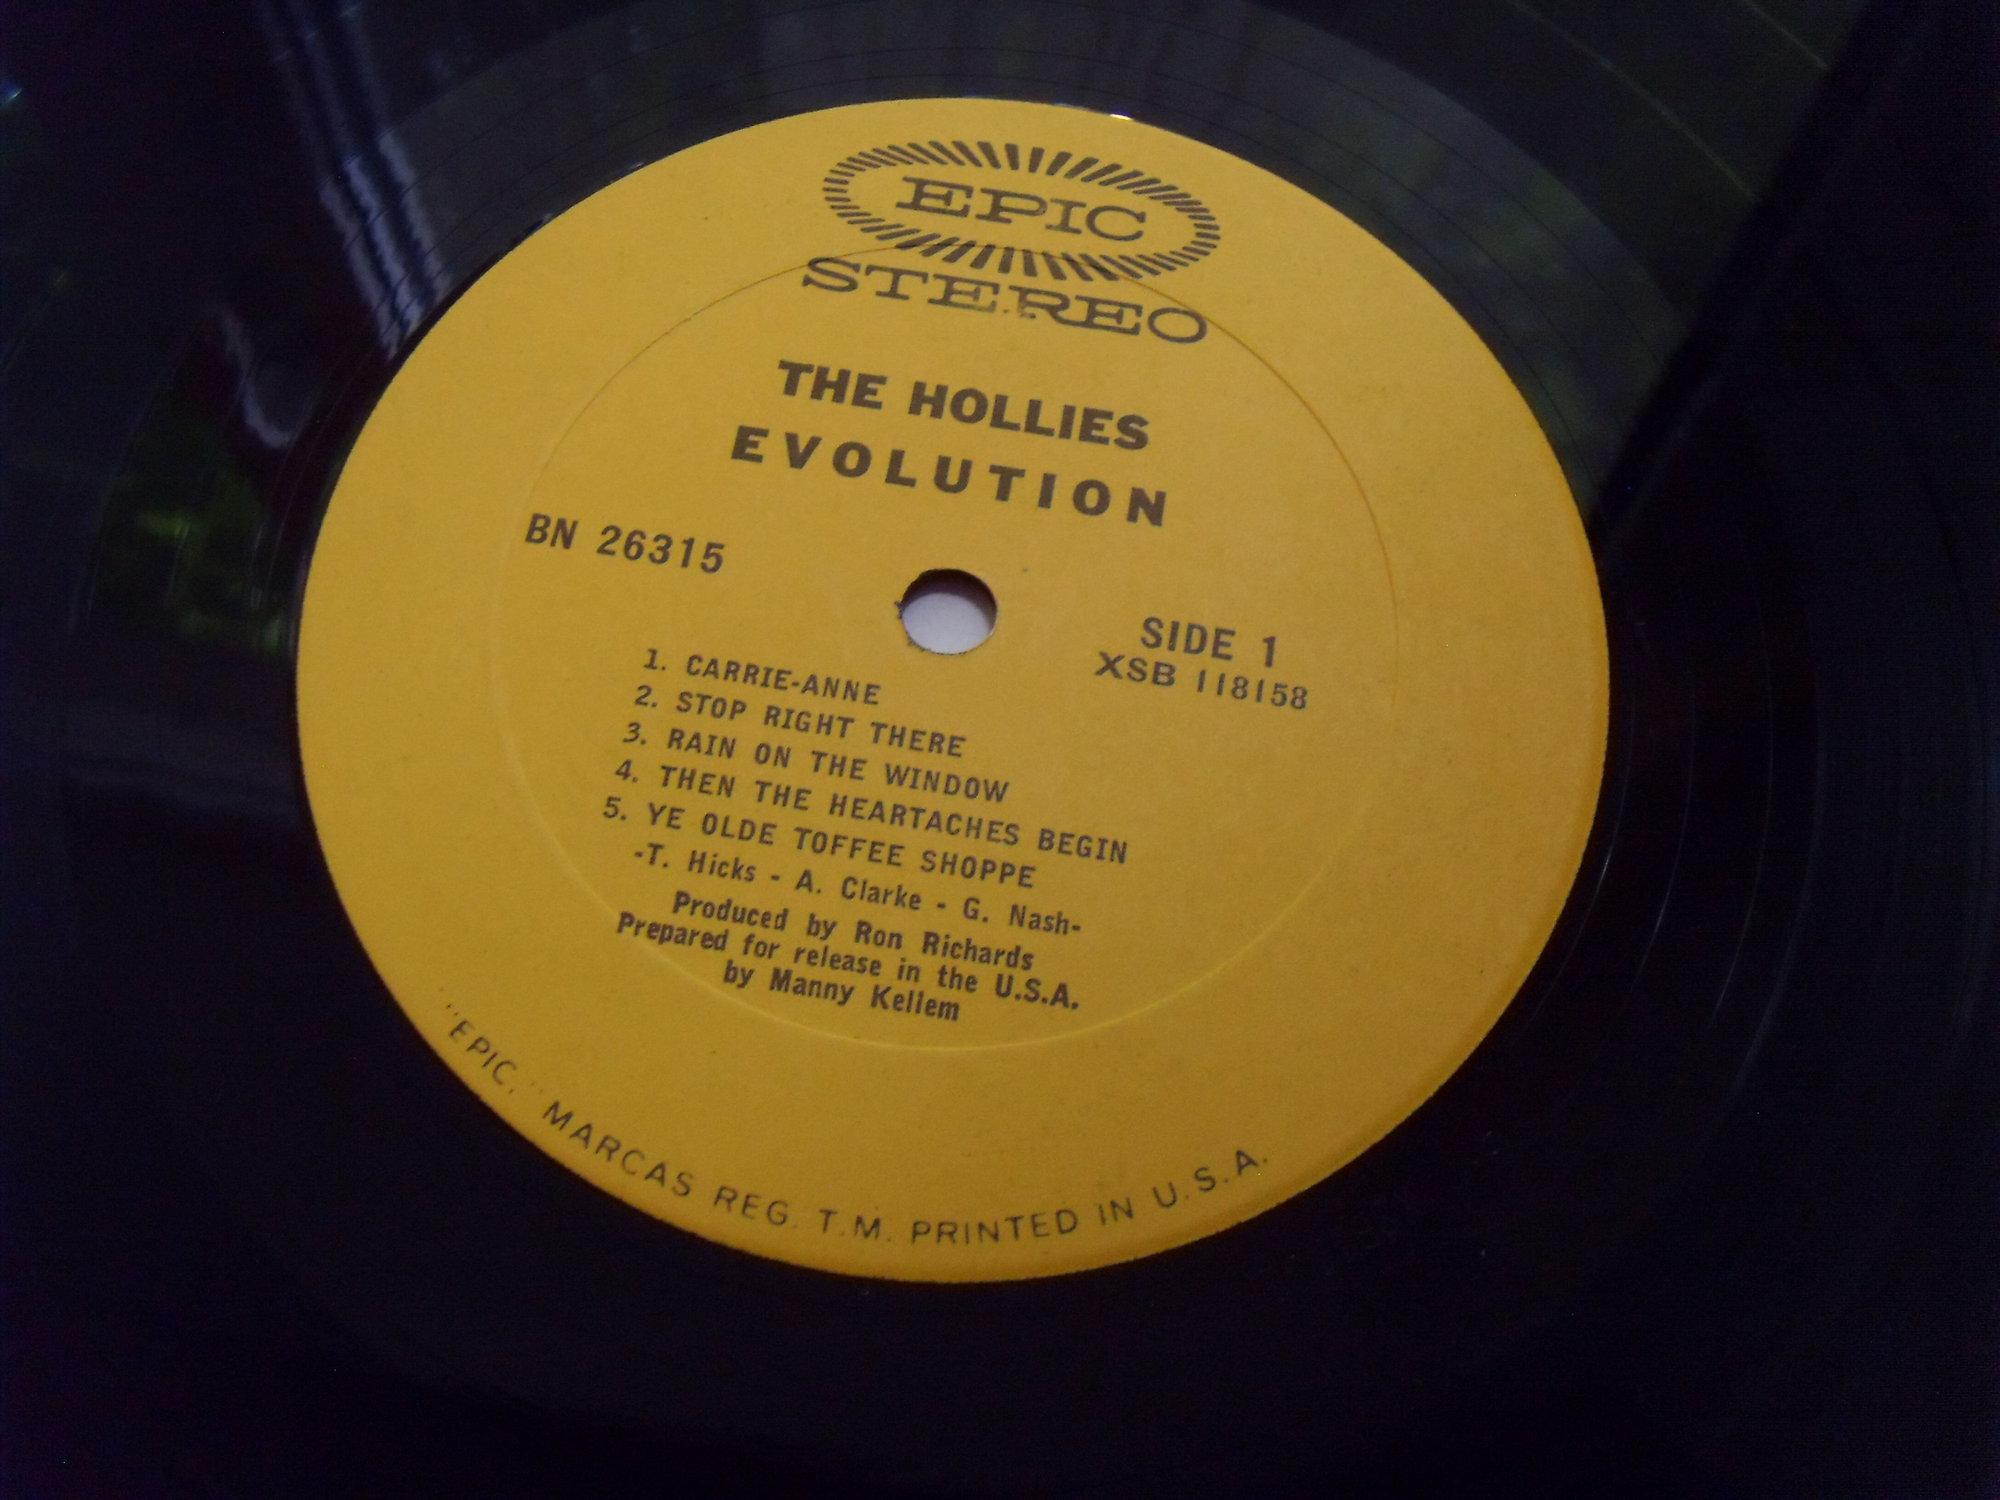 EPIC
STEREO
THE HOLLIES
EVOLUTION
BN 26315
SIDE 1
XSB 118158
1. CARRIE-ANNE
2. STOP RIGHT THERE
3. RAIN ON THE WINDOW
4. THEN THE HEARTACHES BEGIN
5. YE OLDE TOFFEE SHOPPE
-T. Hicks - A. Clarke - G. Nash-
Produced by Ron Richards
Prepared for release in the U.S.A.
by Manny Kellem
"EPIC," MARCAS REG. T.M. PRINTED IN U.S.A.